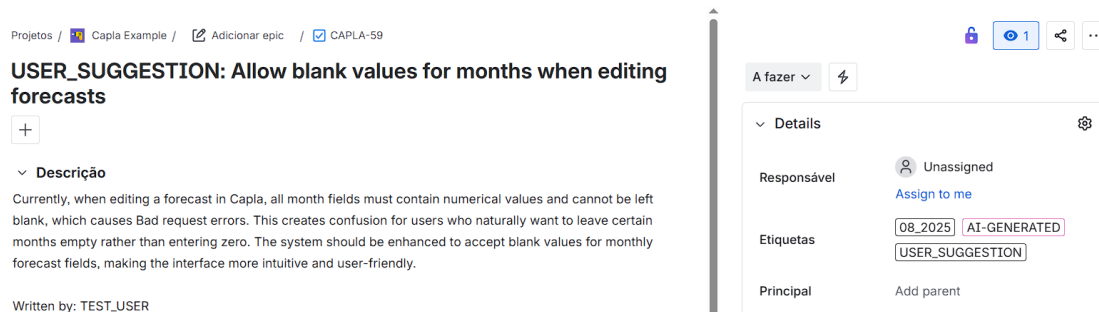 Projetos / Capla Example / Adicionar epic / CAPLA-59
USER_SUGGESTION: Allow blank values for months when editing
forecasts
Descrição
Currently, when editing a forecast in Capla, all month fields must contain numerical values and cannot be left
blank, which causes Bad request errors. This creates confusion for users who naturally want to leave certain
months empty rather than entering zero. The system should be enhanced to accept blank values for monthly
forecast fields, making the interface more intuitive and user-friendly.
Written by: TEST_USER
1
A fazer
Details
Responsável
Unassigned
Assign to me
Etiquetas
08_2025 AI-GENERATED
USER_SUGGESTION
Principal
Add parent